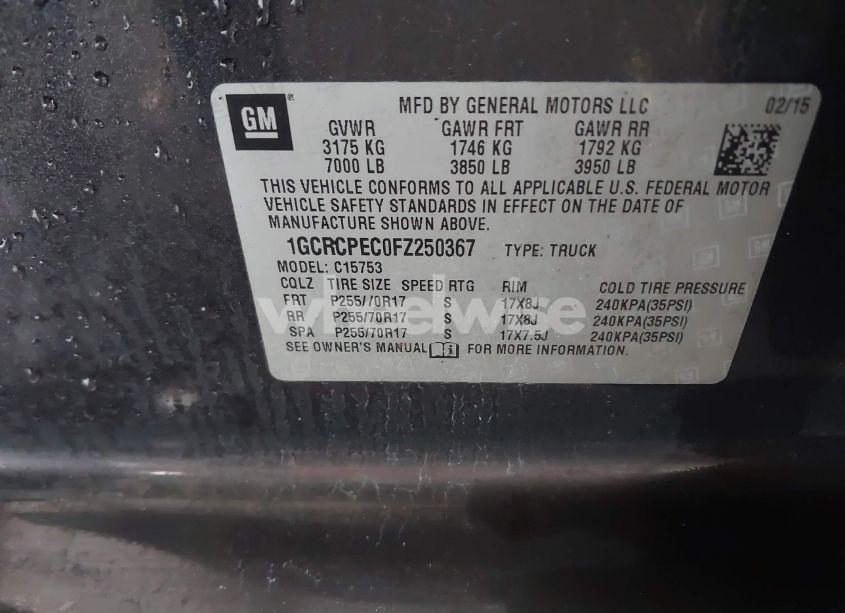 GM ® MFD BY GENERAL MOTORS LLC 02/15
GVWR GAWR FRT GAWR RR
3175 KG 1746 KG 1792 KG
7000 LB 3850 LB 3950 LB
THIS VEHICLE CONFORMS TO ALL APPLICABLE U.S. FEDERAL MOTOR
VEHICLE SAFETY STANDARDS IN EFFECT ON THE DATE OF
MANUFACTURE SHOWN ABOVE.
1GCRCPEC0FZ250367 TYPE: TRUCK
MODEL: C15753
CQLZ TIRE SIZE SPEED RTG RIM COLD TIRE PRESSURE
FRT P255/70R17 S 17X8J 240KPA(35PSI)
RR P255/70R17 S 17X8J 240KPA(35PSI)
SPA P255/70R17 S 17X7.5J 240KPA(35PSI)
SEE OWNER'S MANUAL FOR MORE INFORMATION.
wheelwise